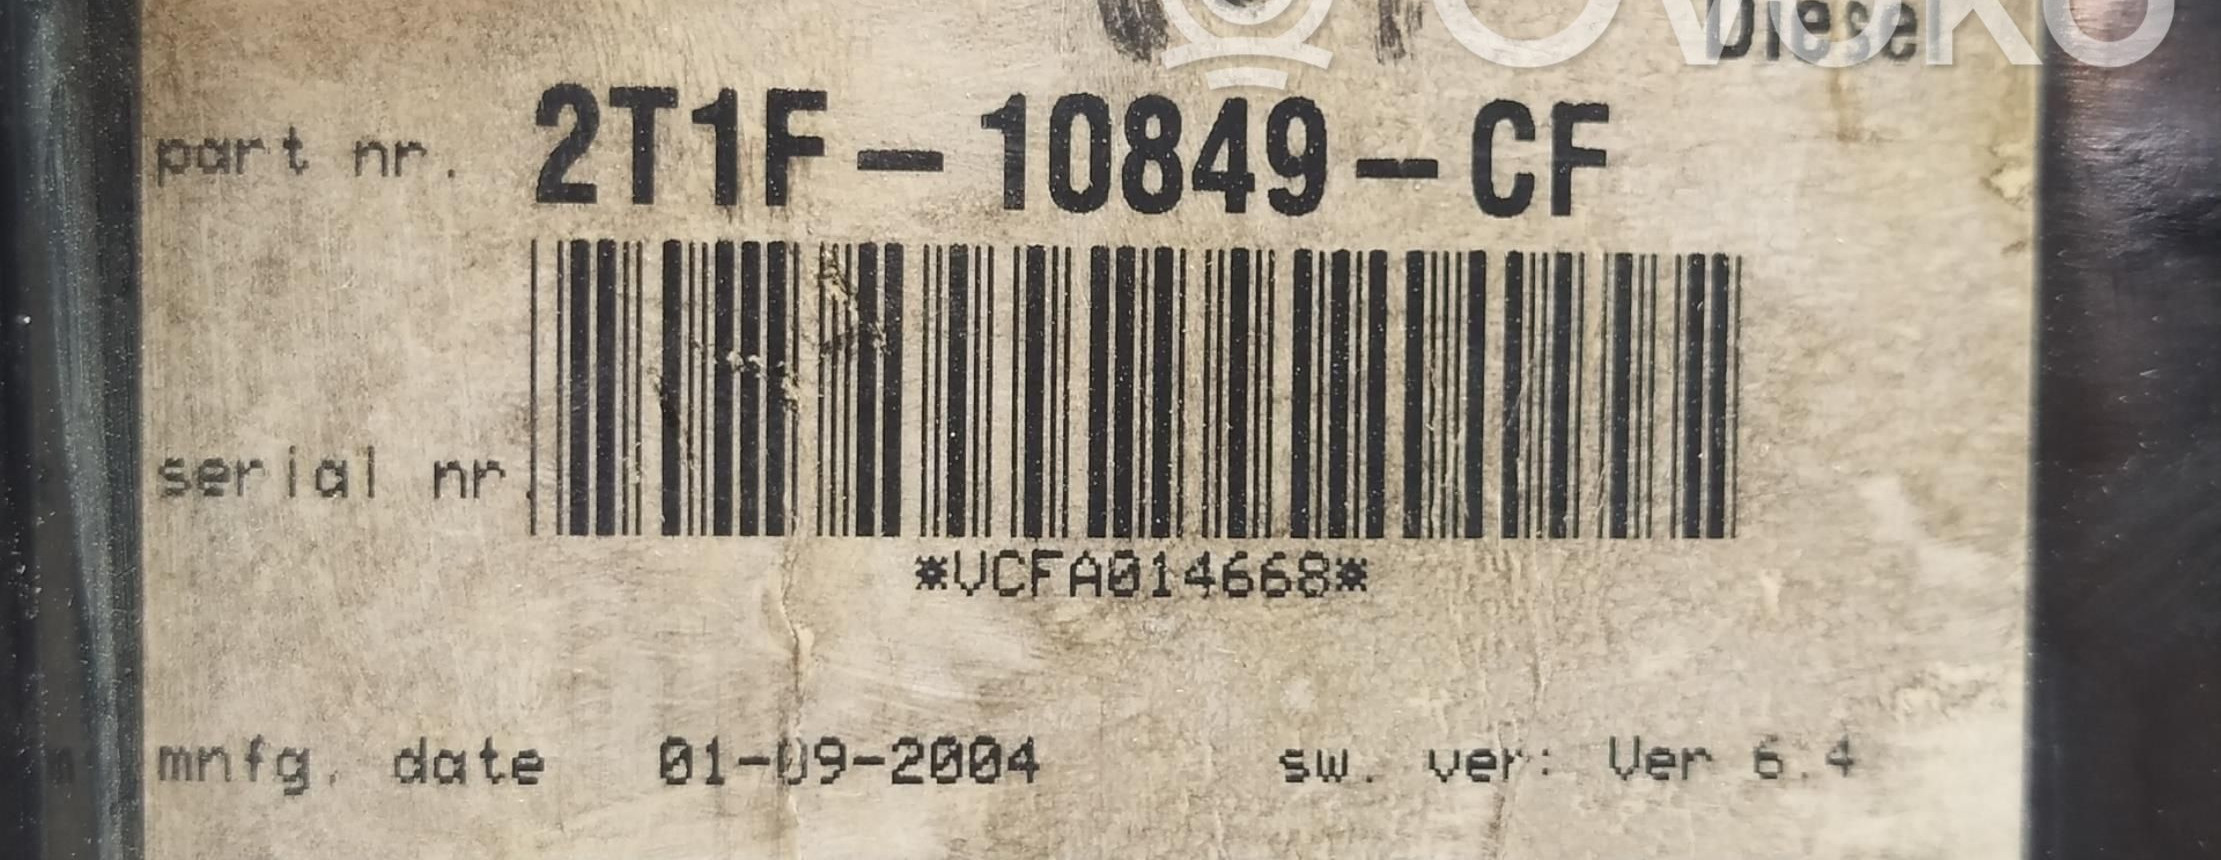 Ovoko
Diesel
part nr. 2T1F-10849-CF
serial nr.
*VCFA014668*
mnfg. date 01-09-2004 sw. ver: Ver 6.4